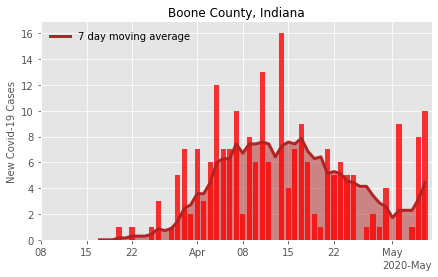 Boone County, Indiana
7 day moving average
New Covid-19 Cases
16
14
12
10
8
6
4
2
0
08 15 22 Apr 08 15 22 May
2020-May